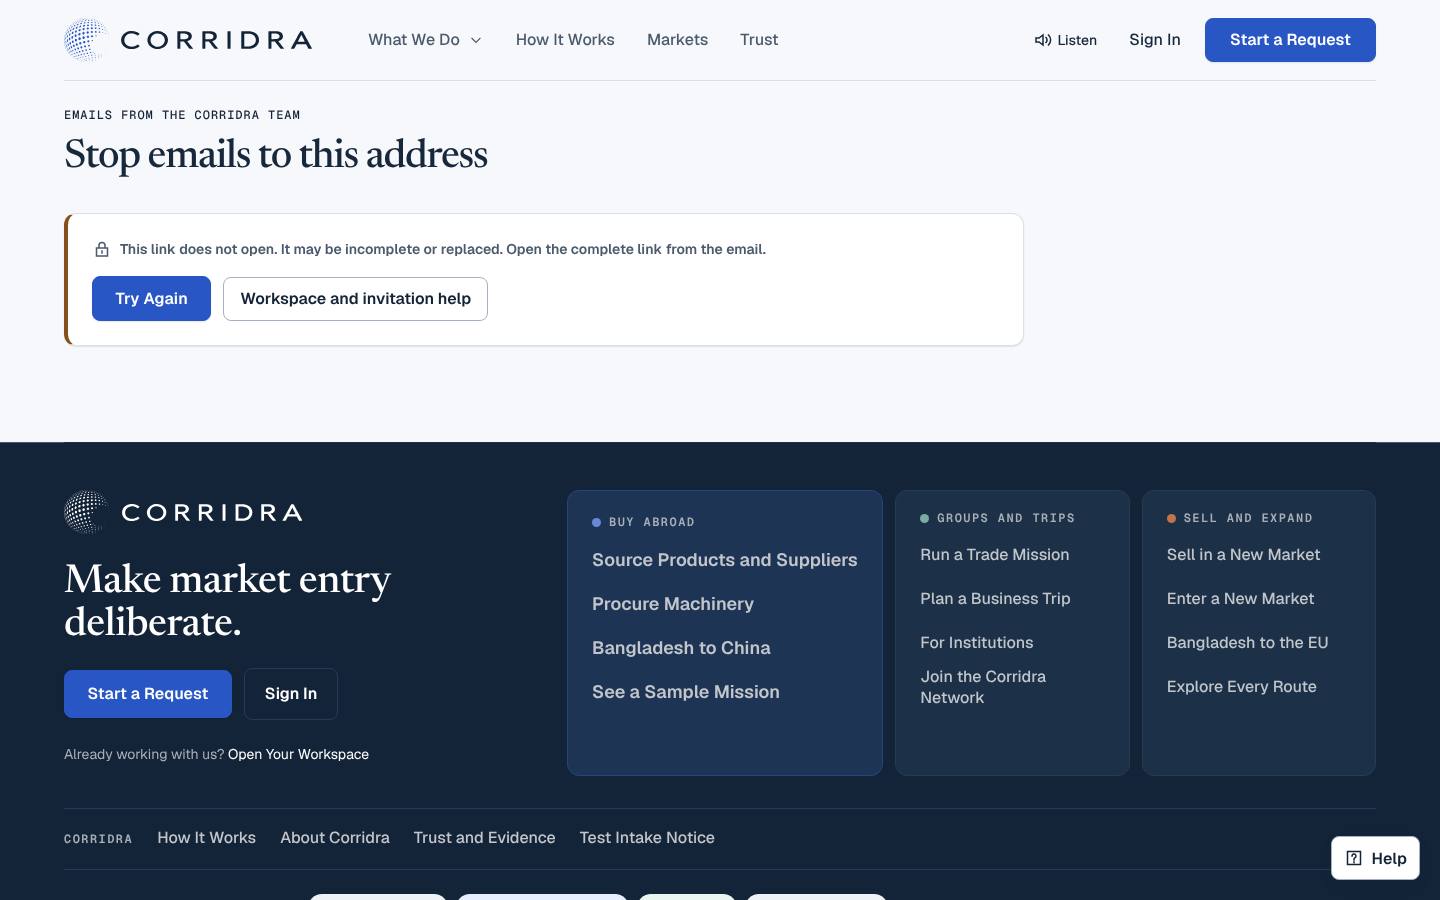 CORRIDRA
What We Do
How It Works
Markets
Trust
Listen
Sign In
Start a Request
EMAILS FROM THE CORRIDRA TEAM
Stop emails to this address
This link does not open. It may be incomplete or replaced. Open the complete link from the email.
Try Again
Workspace and invitation help
CORRIDRA
Make market entry
deliberate.
Start a Request
Sign In
Already working with us? Open Your Workspace
BUY ABROAD
Source Products and Suppliers
Procure Machinery
Bangladesh to China
See a Sample Mission
GROUPS AND TRIPS
Run a Trade Mission
Plan a Business Trip
For Institutions
Join the Corridra
Network
SELL AND EXPAND
Sell in a New Market
Enter a New Market
Bangladesh to the EU
Explore Every Route
CORRIDRA
How It Works
About Corridra
Trust and Evidence
Test Intake Notice
Help